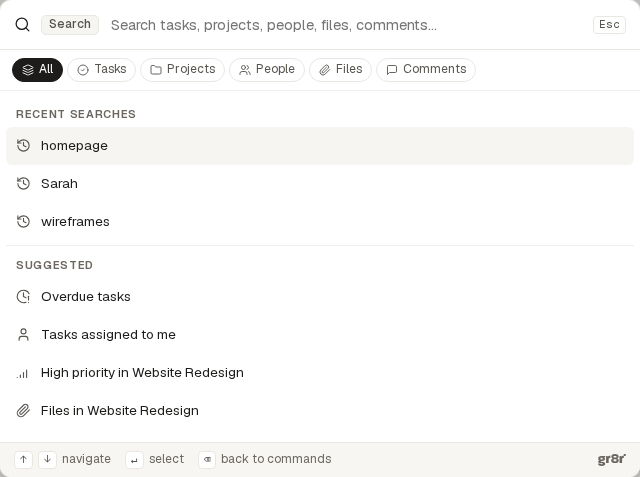 Search Search tasks, projects, people, files, comments... Esc
All Tasks Projects People Files Comments
RECENT SEARCHES
homepage
Sarah
wireframes
SUGGESTED
Overdue tasks
Tasks assigned to me
High priority in Website Redesign
Files in Website Redesign
↑ ↓ navigate ↵ select ⌫ back to commands gr8r